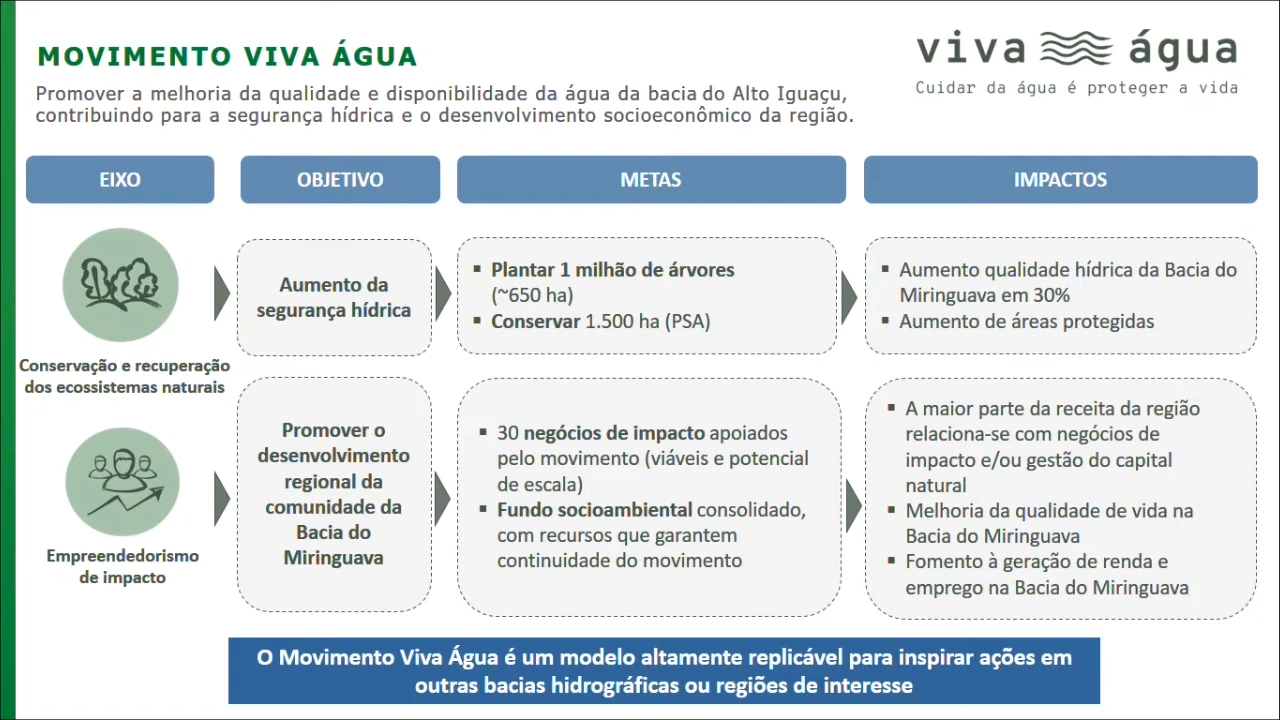 MOVIMENTO VIVA ÁGUA
Promover a melhoria da qualidade e disponibilidade da água da bacia do Alto Iguaçu,
contribuindo para a segurança hídrica e o desenvolvimento socioeconômico da região.
viva água
Cuidar da água é proteger a vida
EIXO
OBJETIVO
METAS
IMPACTOS
Conservação e recuperação
dos ecossistemas naturais
Aumento da
segurança hídrica
▪ Plantar 1 milhão de árvores
(~650 ha)
▪ Conservar 1.500 ha (PSA)
▪ Aumento qualidade hídrica da Bacia do
Miringuava em 30%
▪ Aumento de áreas protegidas
Empreendedorismo
de impacto
Promover o
desenvolvimento
regional da
comunidade da
Bacia do
Miringuava
▪ 30 negócios de impacto apoiados
pelo movimento (viáveis e potencial
de escala)
▪ Fundo socioambiental consolidado,
com recursos que garantem
continuidade do movimento
▪ A maior parte da receita da região
relaciona-se com negócios de
impacto e/ou gestão do capital
natural
▪ Melhoria da qualidade de vida na
Bacia do Miringuava
▪ Fomento à geração de renda e
emprego na Bacia do Miringuava
O Movimento Viva Água é um modelo altamente replicável para inspirar ações em
outras bacias hidrográficas ou regiões de interesse